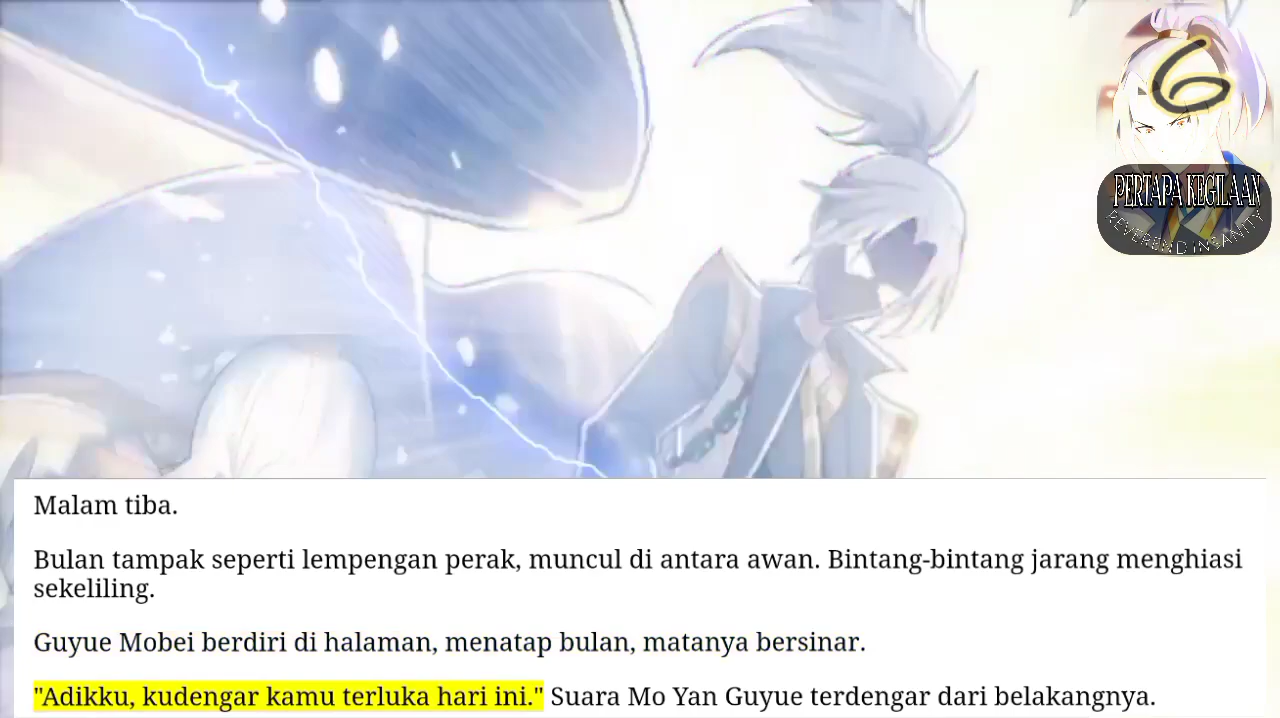 6
PERTAPA KEGILAAN
REVEREND INSANITY
Malam tiba.
Bulan tampak seperti lempengan perak, muncul di antara awan. Bintang-bintang jarang menghiasi
sekeliling.
Guyue Mobei berdiri di halaman, menatap bulan, matanya bersinar.
"Adikku, kudengar kamu terluka hari ini." Suara Mo Yan Guyue terdengar dari belakangnya.